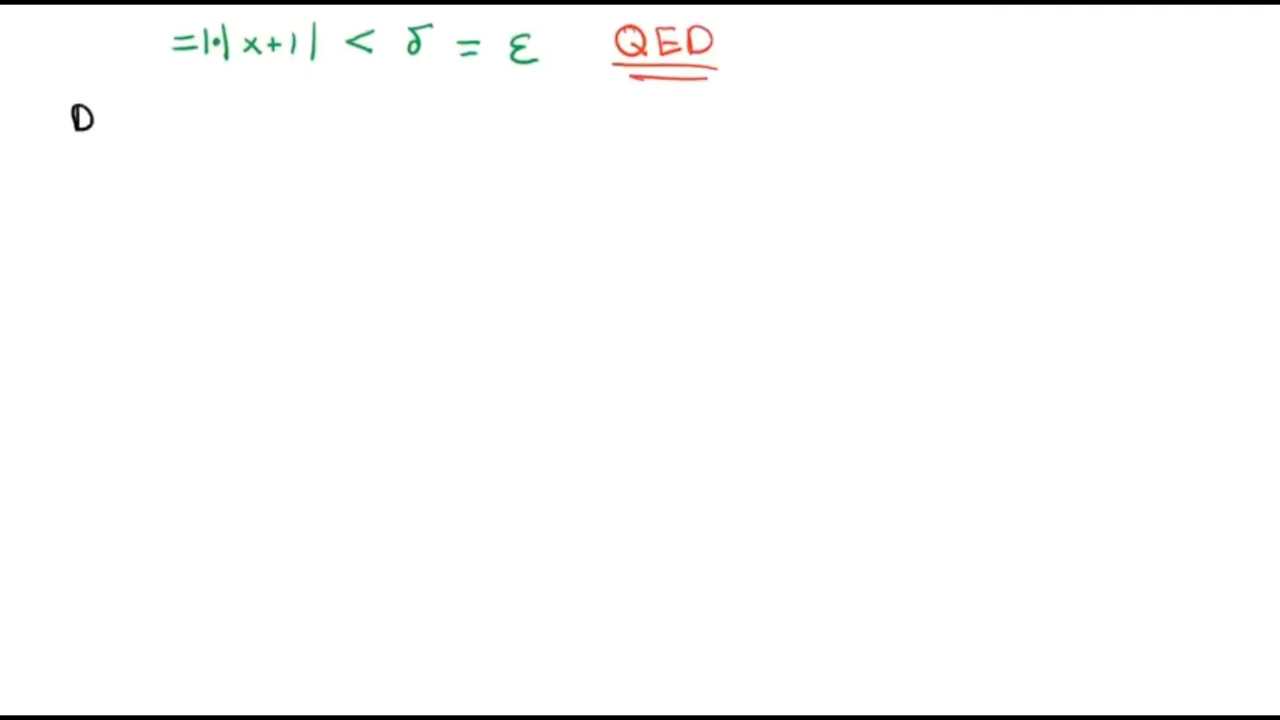 =1·|x+1| < δ = ε QED
D